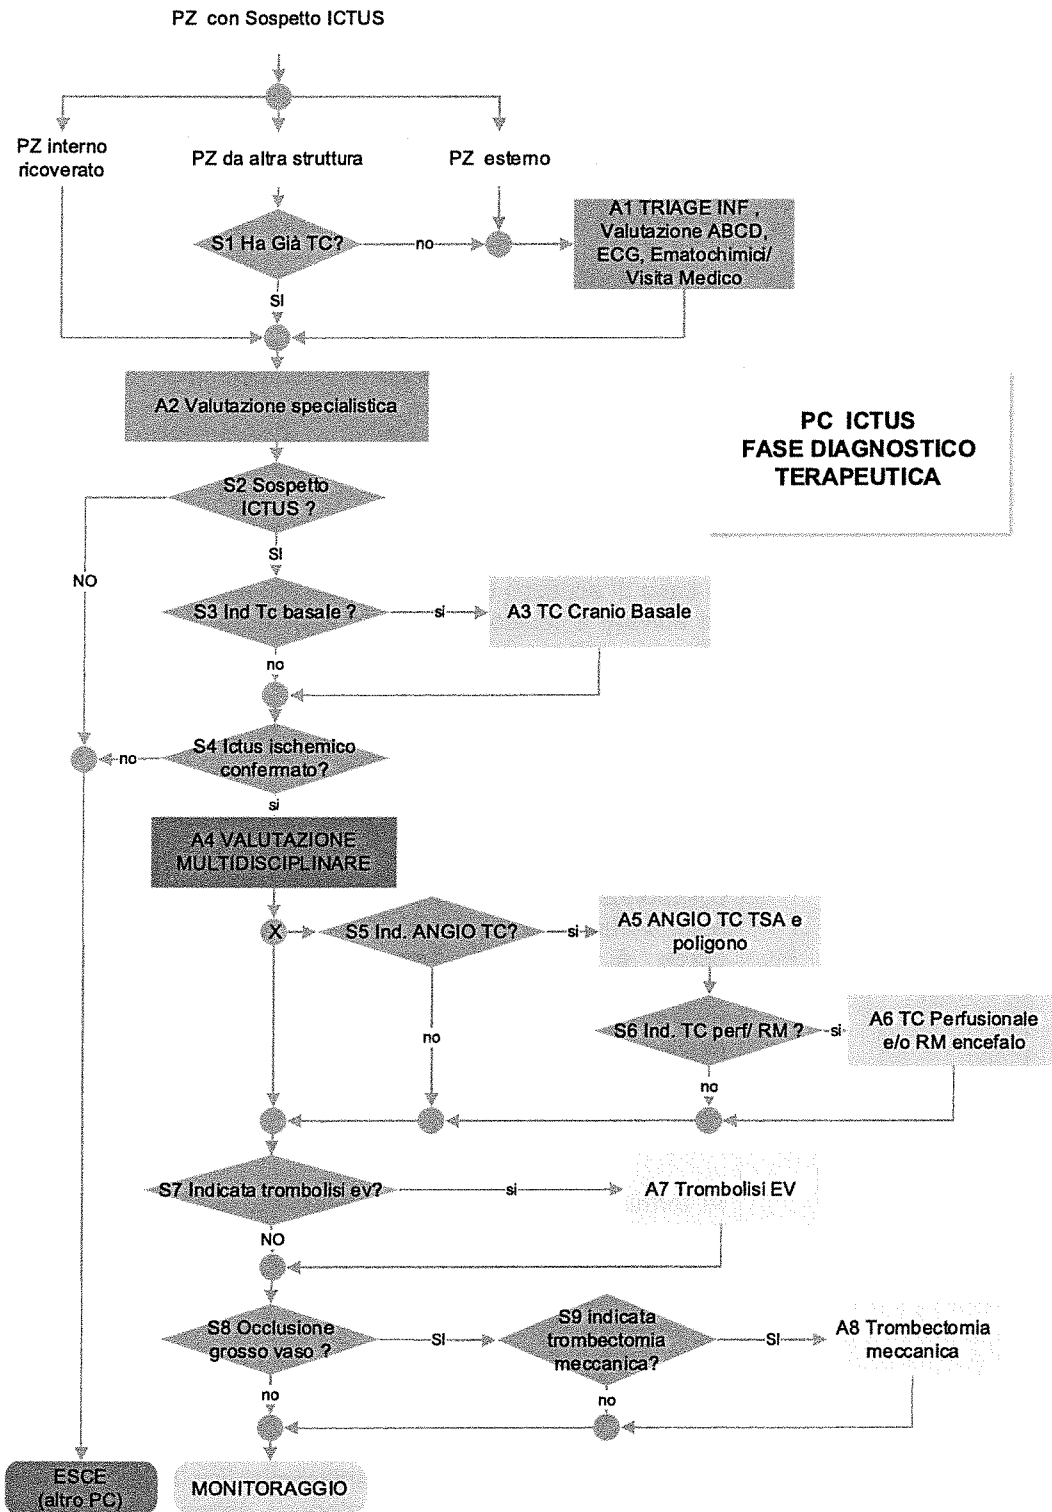 PZ con Sospetto ICTUS
PZ interno
ricoverato
PZ da altra struttura
PZ esterno
A1 TRIAGE INF ,
Valutazione ABCD,
ECG, Ematochimici/
Visita Medico
S1 Ha Già TC?
no
SI
A2 Valutazione specialistica
PC ICTUS
FASE DIAGNOSTICO
TERAPEUTICA
S2 Sospetto
ICTUS ?
NO
SI
S3 Ind Tc basale ?
si
A3 TC Cranio Basale
no
S4 Ictus ischemico
confermato?
no
si
A4 VALUTAZIONE
MULTIDISCIPLINARE
X
S5 Ind. ANGIO TC?
si
A5 ANGIO TC TSA e
poligono
no
S6 Ind. TC perf/ RM ?
si
A6 TC Perfusionale
e/o RM encefalo
no
S7 Indicata trombolisi ev?
si
A7 Trombolisi EV
NO
S8 Occlusione
grosso vaso ?
SI
S9 indicata
trombectomia
meccanica?
SI
A8 Trombectomia
meccanica
no
no
ESCE
(altro PC)
MONITORAGGIO